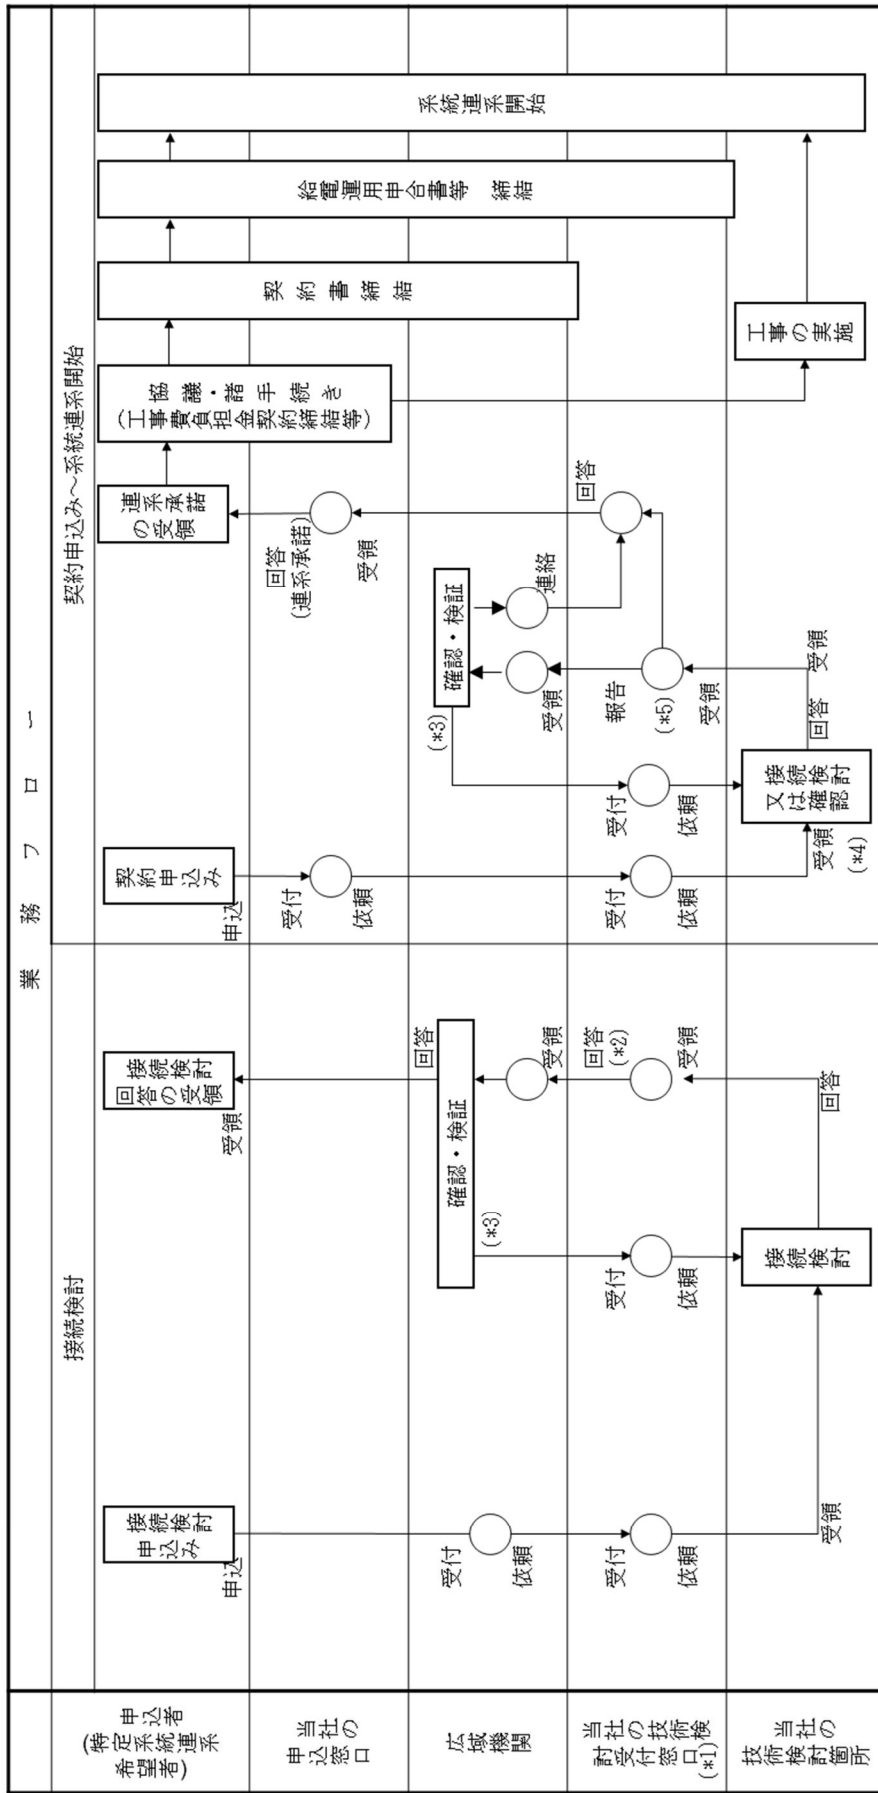 業務フロー
接続検討
契約申込み～系統連系開始
申込者
(特定系統連系
希望者)
接続検討
申込み
申込
接続検討
回答の受領
受領
契約申込み
申込
連系承諾
の受領
協議・諸手続き
(工事費負担金契約締結等)
契約書締結
給電運用申合書等　締結
系統連系開始
当社の
申込窓口
受付
依頼
回答
(連系承諾)
受領
広域機関
受付
依頼
確認・検証
(*3)
回答
受領
確認・検証
(*3)
受領
連絡
当社の技術検
討受付窓口
(*1)
受付
依頼
受付
依頼
回答
(*2)
受領
受付
依頼
受付
依頼
報告
(*5)
受領
回答
当社の
技術検討箇所
受領
接続検討
回答
受領
(*4)
接続検討
又は確認
回答
受領
工事の実施